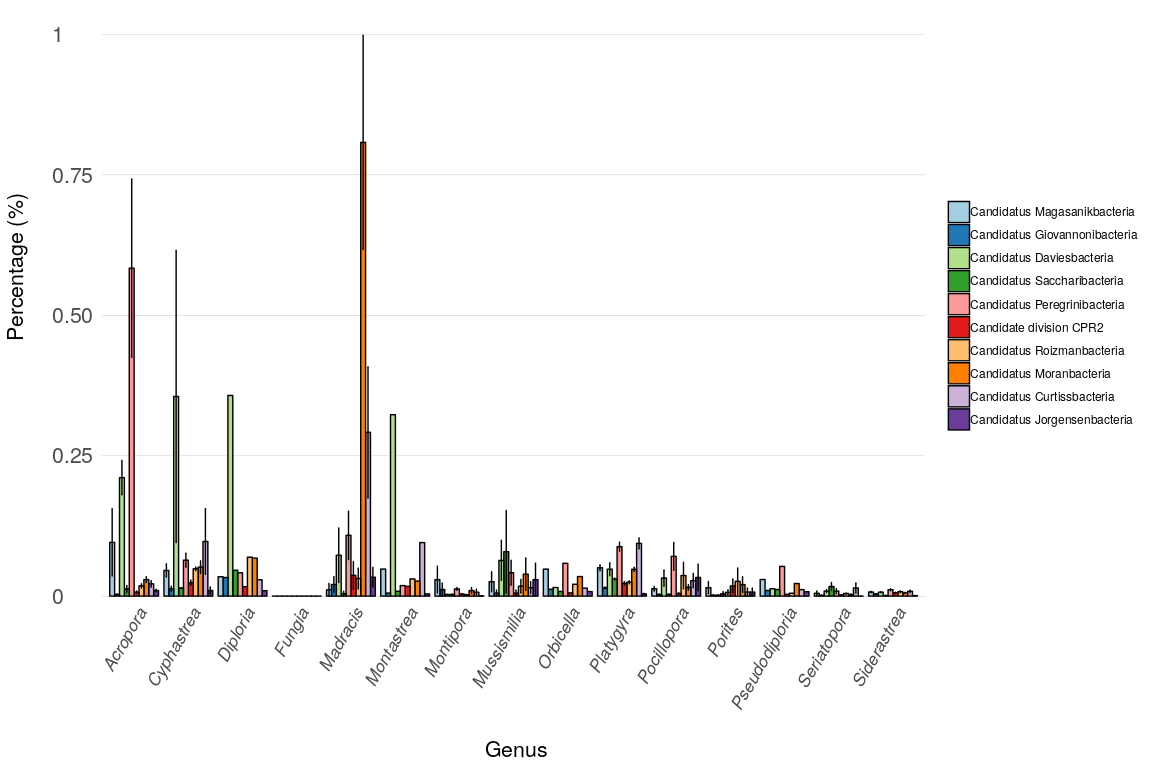 1
0.75
0.50
0.25
0
Percentage (%)
Acropora
Cyphastrea
Diploria
Fungia
Madracis
Montastrea
Montipora
Mussismilia
Orbicella
Platygyra
Pocillopora
Porites
Pseudodiploria
Seriatopora
Siderastrea
Genus
Candidatus Magasanikbacteria
Candidatus Giovannonibacteria
Candidatus Daviesbacteria
Candidatus Saccharibacteria
Candidatus Peregrinibacteria
Candidate division CPR2
Candidatus Roizmanbacteria
Candidatus Moranbacteria
Candidatus Curtissbacteria
Candidatus Jorgensenbacteria